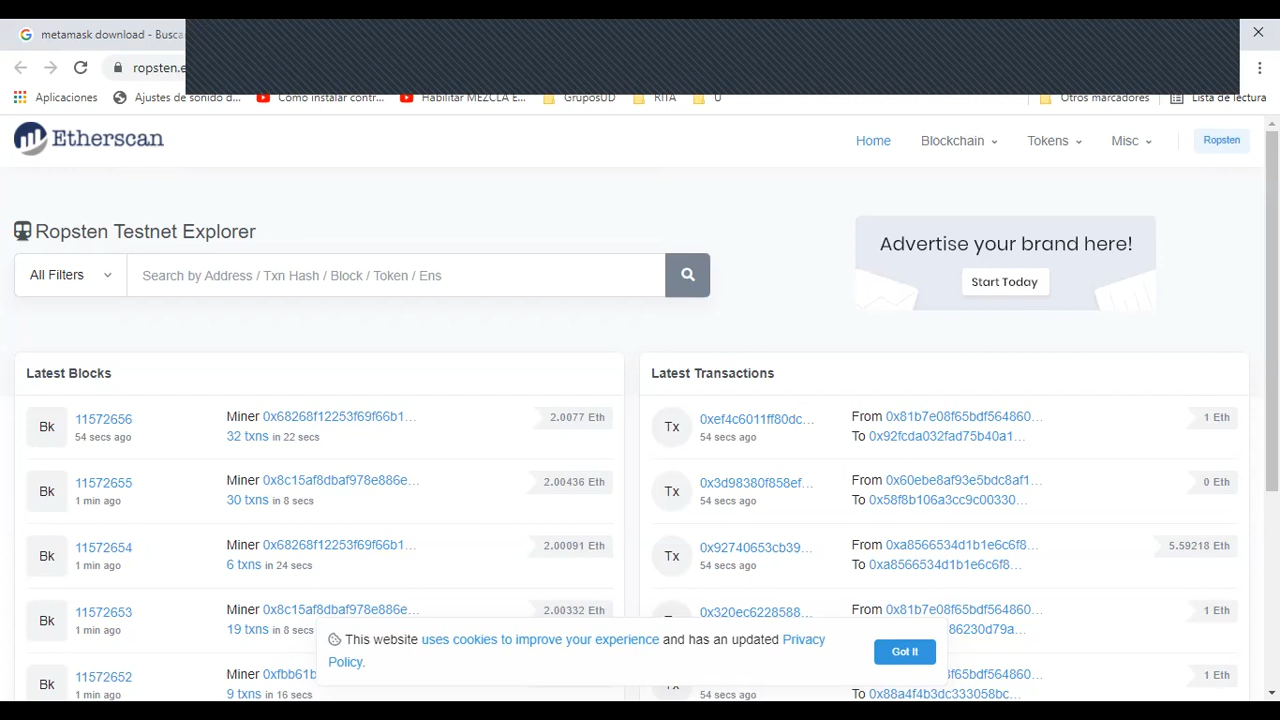 metamask download - Busca
ropsten.e
Aplicaciones Ajustes de sonido d... Como instalar contr... Habilitar MEZCLA E... GruposUD RITA U Otros marcadores Lista de lectura
Etherscan
Home Blockchain Tokens Misc Ropsten
Ropsten Testnet Explorer
All Filters Search by Address / Txn Hash / Block / Token / Ens
Advertise your brand here!
Start Today
Latest Blocks
Bk 11572656 Miner 0x68268f12253f69f66b1... 2.0077 Eth
54 secs ago 32 txns in 22 secs
Bk 11572655 Miner 0x8c15af8dbaf978e886e... 2.00436 Eth
1 min ago 30 txns in 8 secs
Bk 11572654 Miner 0x68268f12253f69f66b1... 2.00091 Eth
1 min ago 6 txns in 24 secs
Bk 11572653 Miner 0x8c15af8dbaf978e886e... 2.00332 Eth
1 min ago 19 txns in 8 secs
Bk 11572652 Miner 0xfbb61b
1 min ago 9 txns in 16 secs
Latest Transactions
Tx 0xef4c6011ff80dc... From 0x81b7e08f65bdf564860... 1 Eth
54 secs ago To 0x92fcda032fad75b40a1...
Tx 0x3d98380f858ef... From 0x60ebe8af93e5bdc8af1... 0 Eth
54 secs ago To 0x58f8b106a3cc9c00330...
Tx 0x92740653cb39... From 0xa8566534d1b1e6c6f8... 5.59218 Eth
54 secs ago To 0xa8566534d1b1e6c6f8...
0x320ec6228588... From 0x81b7e08f65bdf564860... 1 Eth
86230d79a...
From 0x81b7e08f65bdf564860... 1 Eth
54 secs ago To 0x88a4f4b3dc333058bc...
This website uses cookies to improve your experience and has an updated Privacy
Policy.
Got It